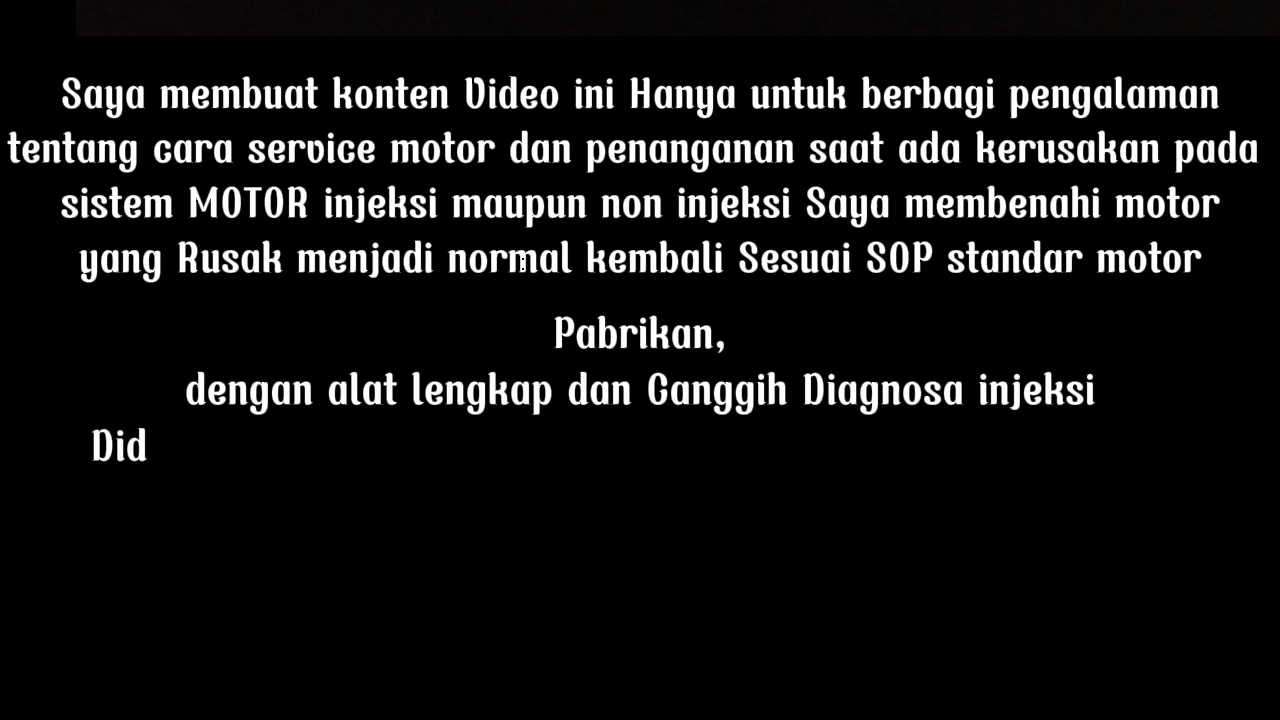 Saya membuat konten Video ini Hanya untuk berbagi pengalaman
tentang cara service motor dan penanganan saat ada kerusakan pada
sistem MOTOR injeksi maupun non injeksi Saya membenahi motor
yang Rusak menjadi normal kembali Sesuai SOP standar motor
Pabrikan,
dengan alat lengkap dan Canggih Diagnosa injeksi
Did